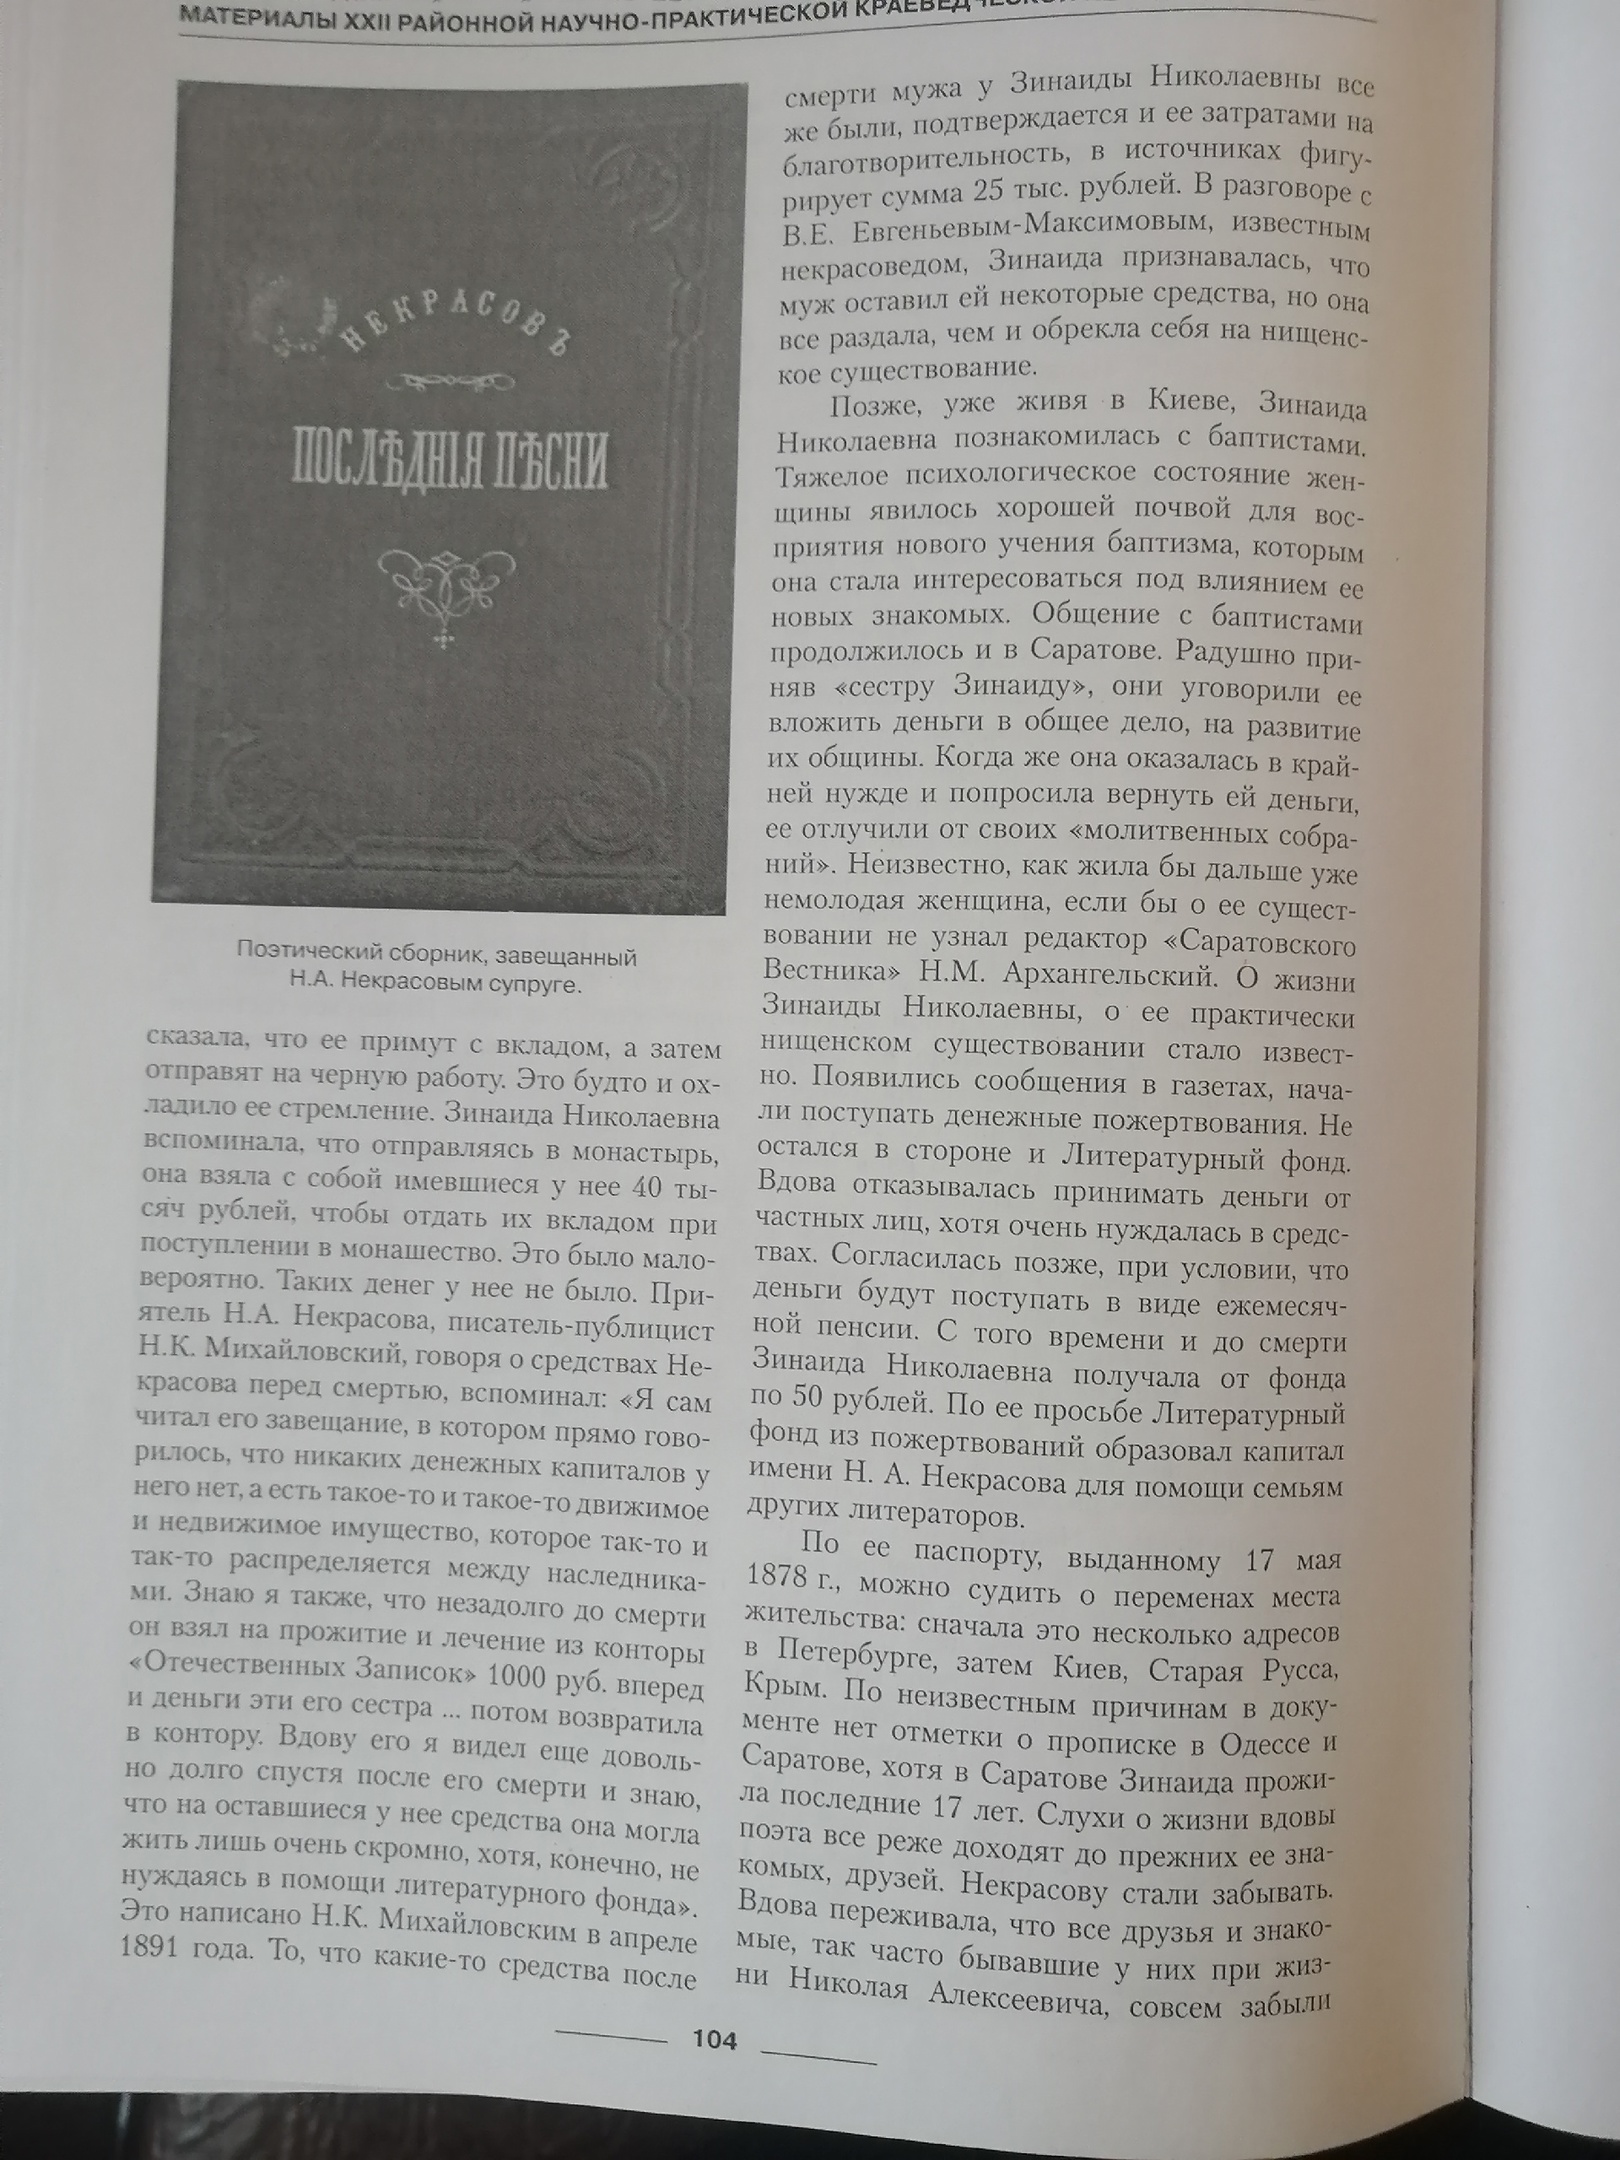 МАТЕРИАЛЫ XXII РАЙОННОЙ НАУЧНО-ПРАКТИЧЕСКОЙ
НЕКРАСОВЪ
ПОСЛѢДНІЯ ПѢСНИ
Поэтический сборник, завещанный
Н.А. Некрасовым супруге.
сказала, что ее примут с вкладом, а затем
отправят на черную работу. Это будто и ох-
ладило ее стремление. Зинаида Николаевна
вспоминала, что отправляясь в монастырь,
она взяла с собой имевшиеся у нее 40 ты-
сяч рублей, чтобы отдать их вкладом при
поступлении в монашество. Это было мало-
вероятно. Таких денег у нее не было. При-
ятель Н.А. Некрасова, писатель-публицист
Н.К. Михайловский, говоря о средствах Не-
красова перед смертью, вспоминал: «Я сам
читал его завещание, в котором прямо гово-
рилось, что никаких денежных капиталов у
него нет, а есть такое-то и такое-то движимое
и недвижимое имущество, которое так-то и
так-то распределяется между наследника-
ми. Знаю я также, что незадолго до смерти
он взял на прожитие и лечение из конторы
«Отечественных Записок» 1000 руб. вперед
и деньги эти его сестра ... потом возвратила
в контору. Вдову его я видел еще доволь-
но долго спустя после его смерти и знаю,
что на оставшиеся у нее средства она могла
жить лишь очень скромно, хотя, конечно, не
нуждаясь в помощи литературного фонда».
Это написано Н.К. Михайловским в апреле
1891 года. То, что какие-то средства после
смерти мужа у Зинаиды Николаевны все
же были, подтверждается и ее затратами на
благотворительность, в источниках фигу-
рирует сумма 25 тыс. рублей. В разговоре с
В.Е. Евгеньевым-Максимовым, известным
некрасоведом, Зинаида признавалась, что
муж оставил ей некоторые средства, но она
все раздала, чем и обрекла себя на нищенс-
кое существование.
Позже, уже живя в Киеве, Зинаида
Николаевна познакомилась с баптистами.
Тяжелое психологическое состояние жен-
щины явилось хорошей почвой для вос-
приятия нового учения баптизма, которым
она стала интересоваться под влиянием ее
новых знакомых. Общение с баптистами
продолжилось и в Саратове. Радушно при-
няв «сестру Зинаиду», они уговорили ее
вложить деньги в общее дело, на развитие
их общины. Когда же она оказалась в край-
ней нужде и попросила вернуть ей деньги,
ее отлучили от своих «молитвенных собра-
ний». Неизвестно, как жила бы дальше уже
немолодая женщина, если бы о ее сущест-
вовании не узнал редактор «Саратовского
Вестника» Н.М. Архангельский. О жизни
Зинаиды Николаевны, о ее практически
нищенском существовании стало извест-
но. Появились сообщения в газетах, нача-
ли поступать денежные пожертвования. Не
остался в стороне и Литературный фонд.
Вдова отказывалась принимать деньги от
частных лиц, хотя очень нуждалась в средс-
твах. Согласилась позже, при условии, что
деньги будут поступать в виде ежемесяч-
ной пенсии. С того времени и до смерти
Зинаида Николаевна получала от фонда
по 50 рублей. По ее просьбе Литературный
фонд из пожертвований образовал капитал
имени Н. А. Некрасова для помощи семьям
других литераторов.
По ее паспорту, выданному 17 мая
1878 г., можно судить о переменах места
жительства: сначала это несколько адресов
в Петербурге, затем Киев, Старая Русса,
Крым. По неизвестным причинам в доку-
менте нет отметки о прописке в Одессе и
Саратове, хотя в Саратове Зинаида прожи-
ла последние 17 лет. Слухи о жизни вдовы
поэта все реже доходят до прежних ее зна-
комых, друзей. Некрасову стали забывать.
Вдова переживала, что все друзья и знако-
мые, так часто бывавшие у них при жиз-
ни Николая Алексеевича, совсем забыли
104